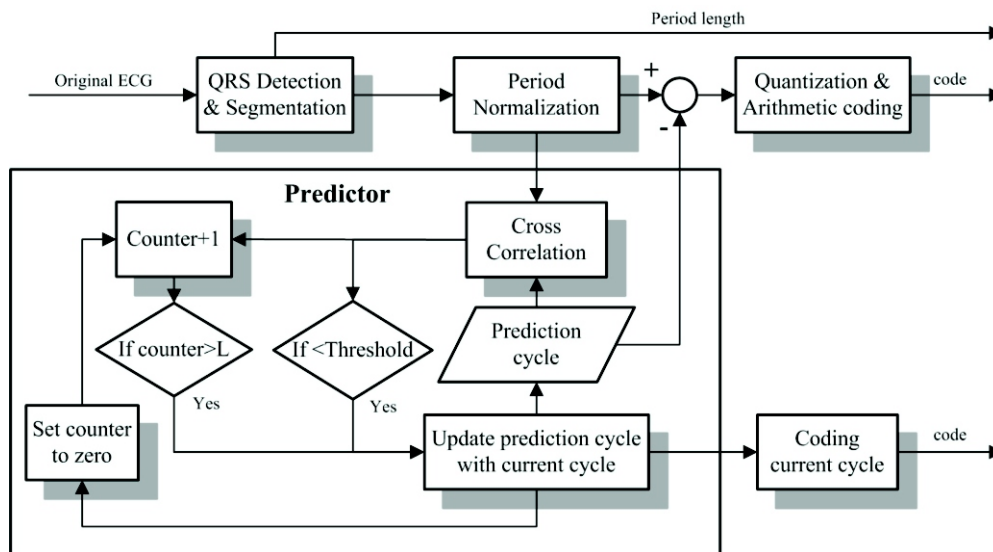 Period length
Original ECG
QRS Detection
& Segmentation
Period
Normalization
+
-
Quantization &
Arithmetic coding
code
Predictor
Counter+1
Cross
Correlation
If counter>L
If <Threshold
Prediction
cycle
Yes
Yes
Set counter
to zero
Update prediction cycle
with current cycle
Coding
current cycle
code